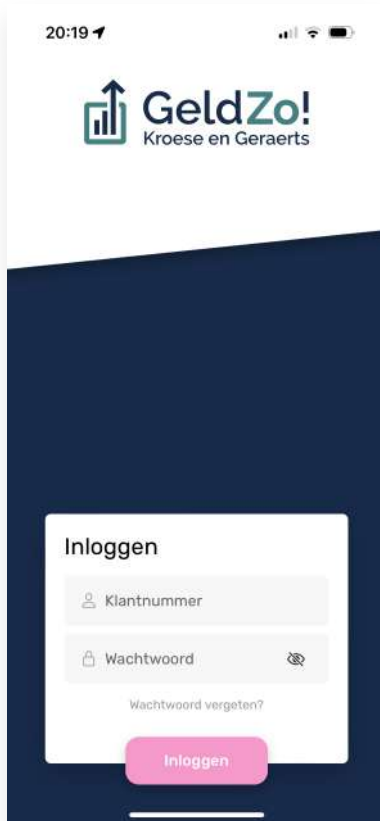 20:19
GeldZo!
Kroese en Geraerts
Inloggen
Klantnummer
Wachtwoord
Wachtwoord vergeten?
Inloggen